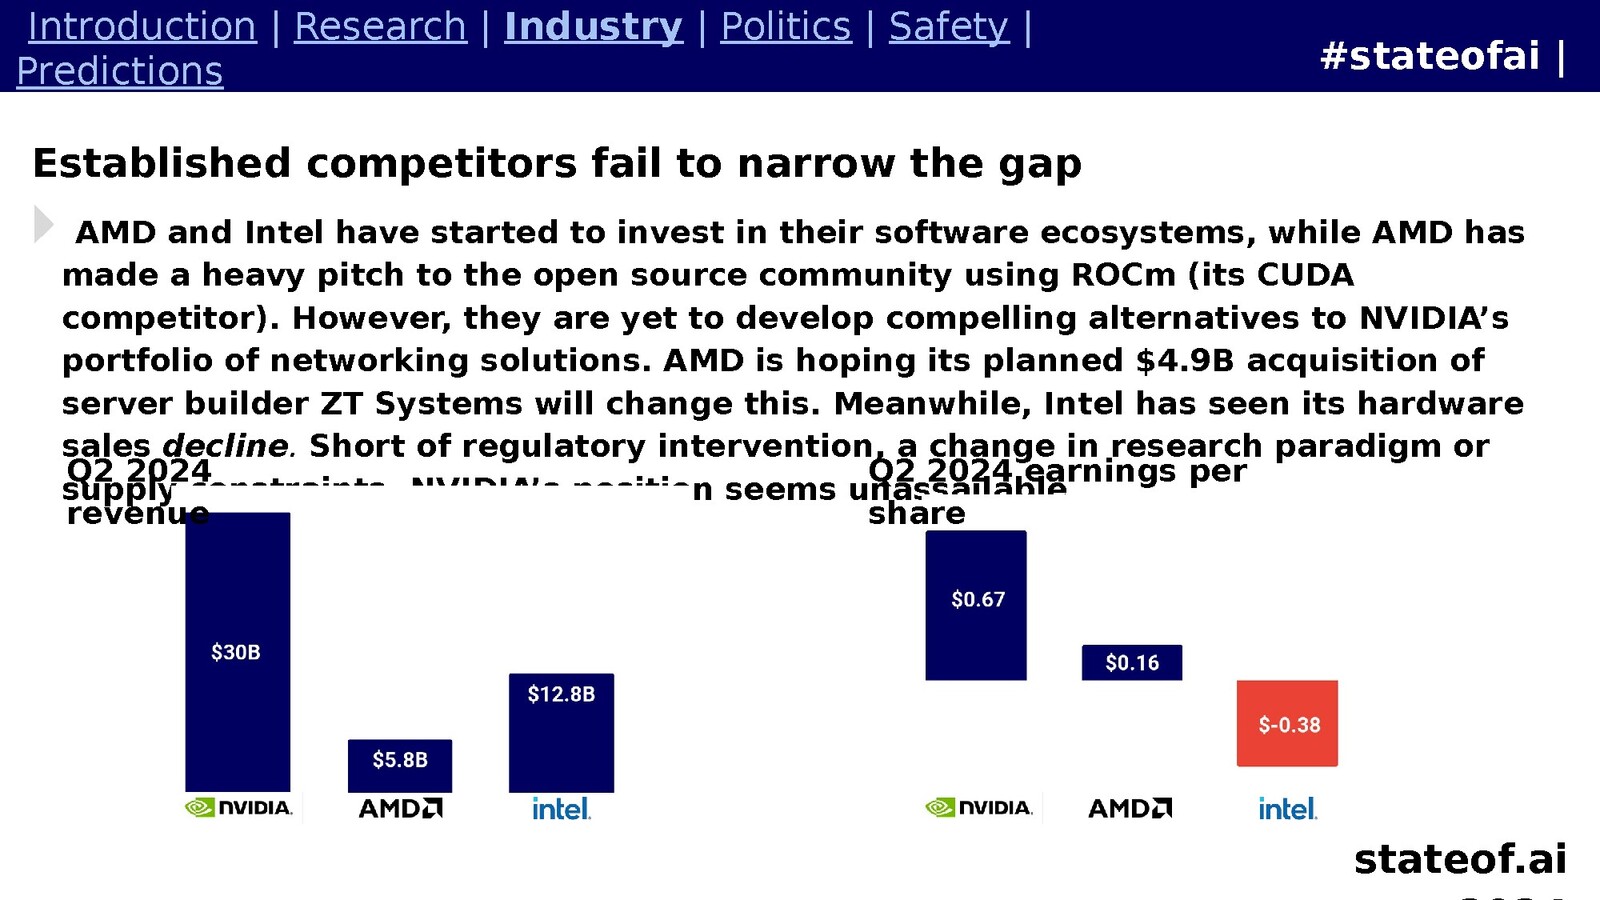 Introduction | Research | Industry | Politics | Safety |
Predictions
#stateofai |
Established competitors fail to narrow the gap
AMD and Intel have started to invest in their software ecosystems, while AMD has
made a heavy pitch to the open source community using ROCm (its CUDA
competitor). However, they are yet to develop compelling alternatives to NVIDIA’s
portfolio of networking solutions. AMD is hoping its planned $4.9B acquisition of
server builder ZT Systems will change this. Meanwhile, Intel has seen its hardware
sales decline. Short of regulatory intervention, a change in research paradigm or
supply constraints, NVIDIA’s position seems unassailable
Q2 2024
revenue
$30B
$5.8B
$12.8B
NVIDIA.
AMD
intel.
Q2 2024 earnings per
share
$0.67
$0.16
$-0.38
NVIDIA.
AMD
intel.
stateof.ai